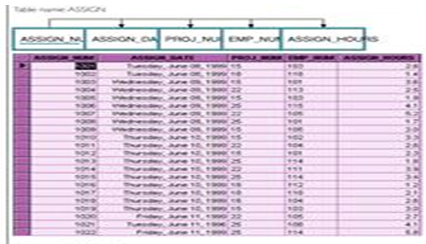 Table name: ASSIGN
ASSIGN_NU ASSIGN_DA PROJ_NU EMP_NUM ASSIGN_HOURS
ASSIGN_NUM ASSIGN_DATE PROJ_NUM EMP_NUM ASSIGN_HOURS
1001 Tuesday, June 08, 1999 15 103 2.6
1002 Tuesday, June 08, 1999 18 118 1.4
1003 Wednesday, June 09, 1999 15 101 3.6
1004 Wednesday, June 09, 1999 22 113 2.5
1005 Wednesday, June 09, 1999 15 103 1.9
1006 Wednesday, June 09, 1999 25 115 4.1
1007 Wednesday, June 09, 1999 22 105 5.2
1008 Wednesday, June 09, 1999 25 101 1.7
1009 Wednesday, June 09, 1999 15 105 2.0
1010 Thursday, June 10, 1999 15 102 3.3
1011 Thursday, June 10, 1999 22 104 2.6
1012 Thursday, June 10, 1999 15 101 2.3
1013 Thursday, June 10, 1999 25 114 1.9
1014 Thursday, June 10, 1999 22 111 3.9
1015 Thursday, June 10, 1999 25 114 3.4
1016 Thursday, June 10, 1999 18 112 1.2
1017 Thursday, June 10, 1999 18 118 2.1
1018 Thursday, June 10, 1999 18 104 2.6
1019 Thursday, June 10, 1999 15 103 3.0
1020 Friday, June 11, 1999 22 105 2.7
1021 Tuesday, June 11, 25 108 4.1
1022 Friday, June 11, 1999 25 114 5.8